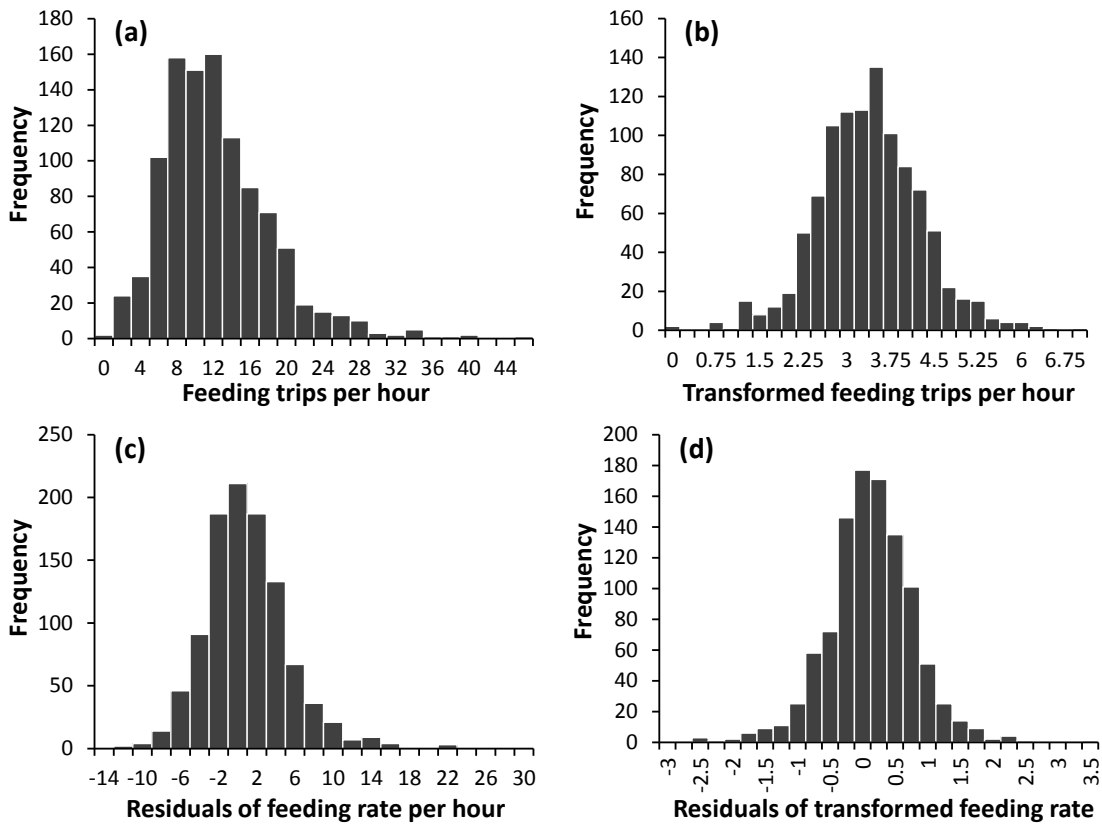 (a)
180
160
140
120
100
80
60
40
20
0
Frequency
0 4 8 12 16 20 24 28 32 36 40 44
Feeding trips per hour
(b)
160
140
120
100
80
60
40
20
0
Frequency
0 0.75 1.5 2.25 3 3.75 4.5 5.25 6 6.75
Transformed feeding trips per hour
(c)
250
200
150
100
50
0
Frequency
-14 -10 -6 -2 2 6 10 14 18 22 26 30
Residuals of feeding rate per hour
(d)
200
180
160
140
120
100
80
60
40
20
0
Frequency
-3 -2.5 -2 -1.5 -1 -0.5 0 0.5 1 1.5 2 2.5 3 3.5
Residuals of transformed feeding rate